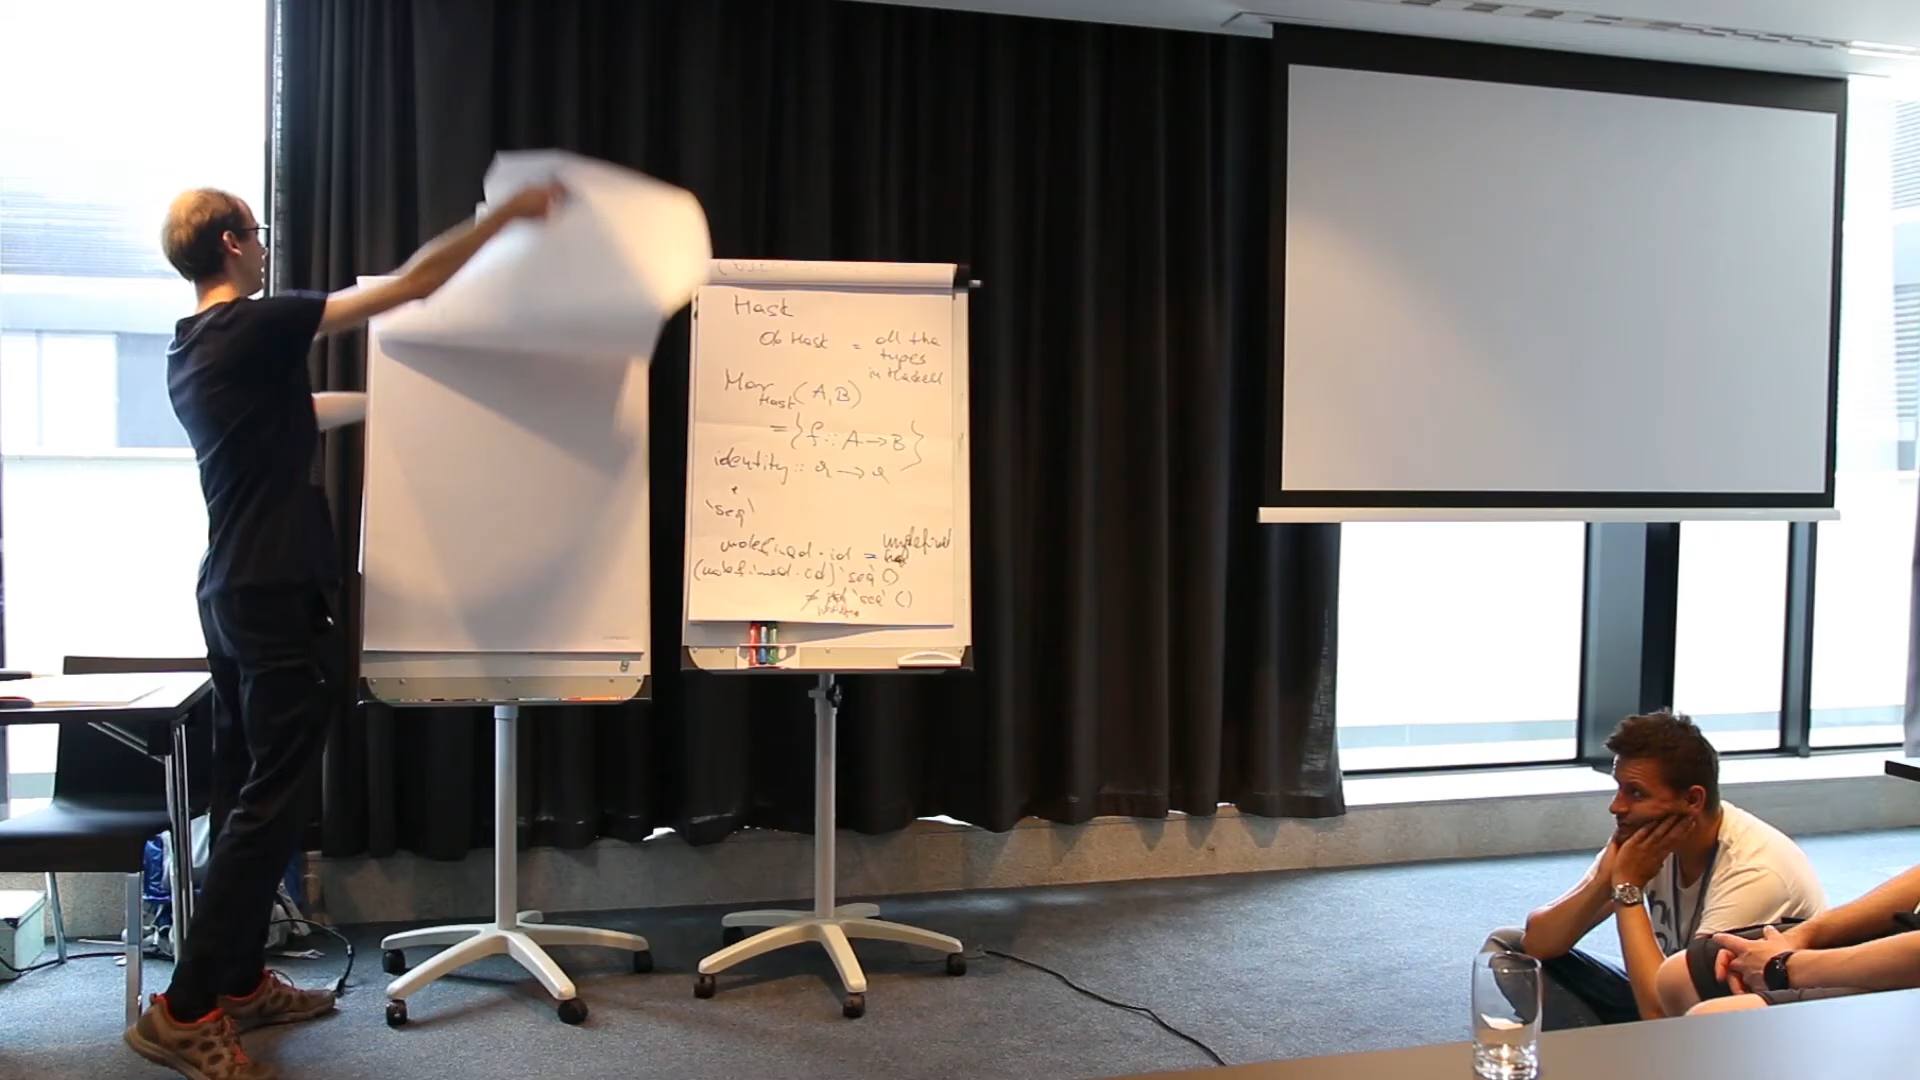 Hask
Ob Hask = all the
types
in Haskell
Mor Hask (A,B)
= { f :: A → B }
identity :: a → a
`seq`
undefined . id = undefined
(undefined . id) `seq` ()
≠ `seq` ()